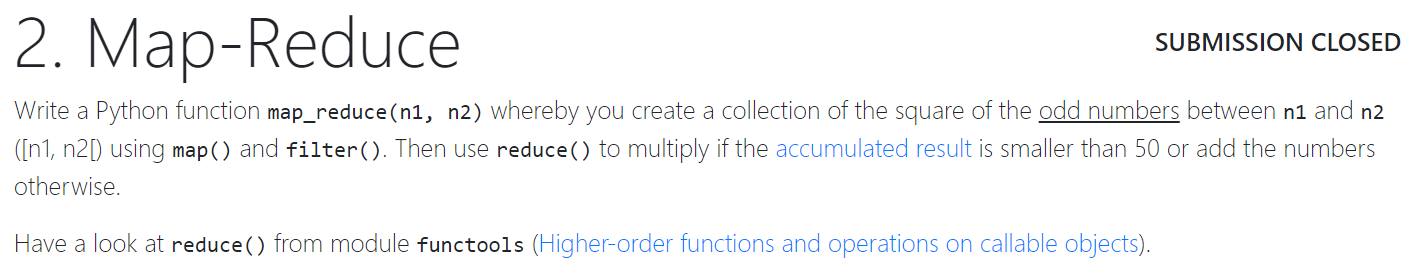 2. Map-Reduce
SUBMISSION CLOSED
Write a Python function map_reduce(n1, n2) whereby you create a collection of the square of the odd numbers between n1 and n2
([n1, n2[) using map() and filter(). Then use reduce() to multiply if the accumulated result is smaller than 50 or add the numbers
otherwise.
Have a look at reduce() from module functools (Higher-order functions and operations on callable objects).